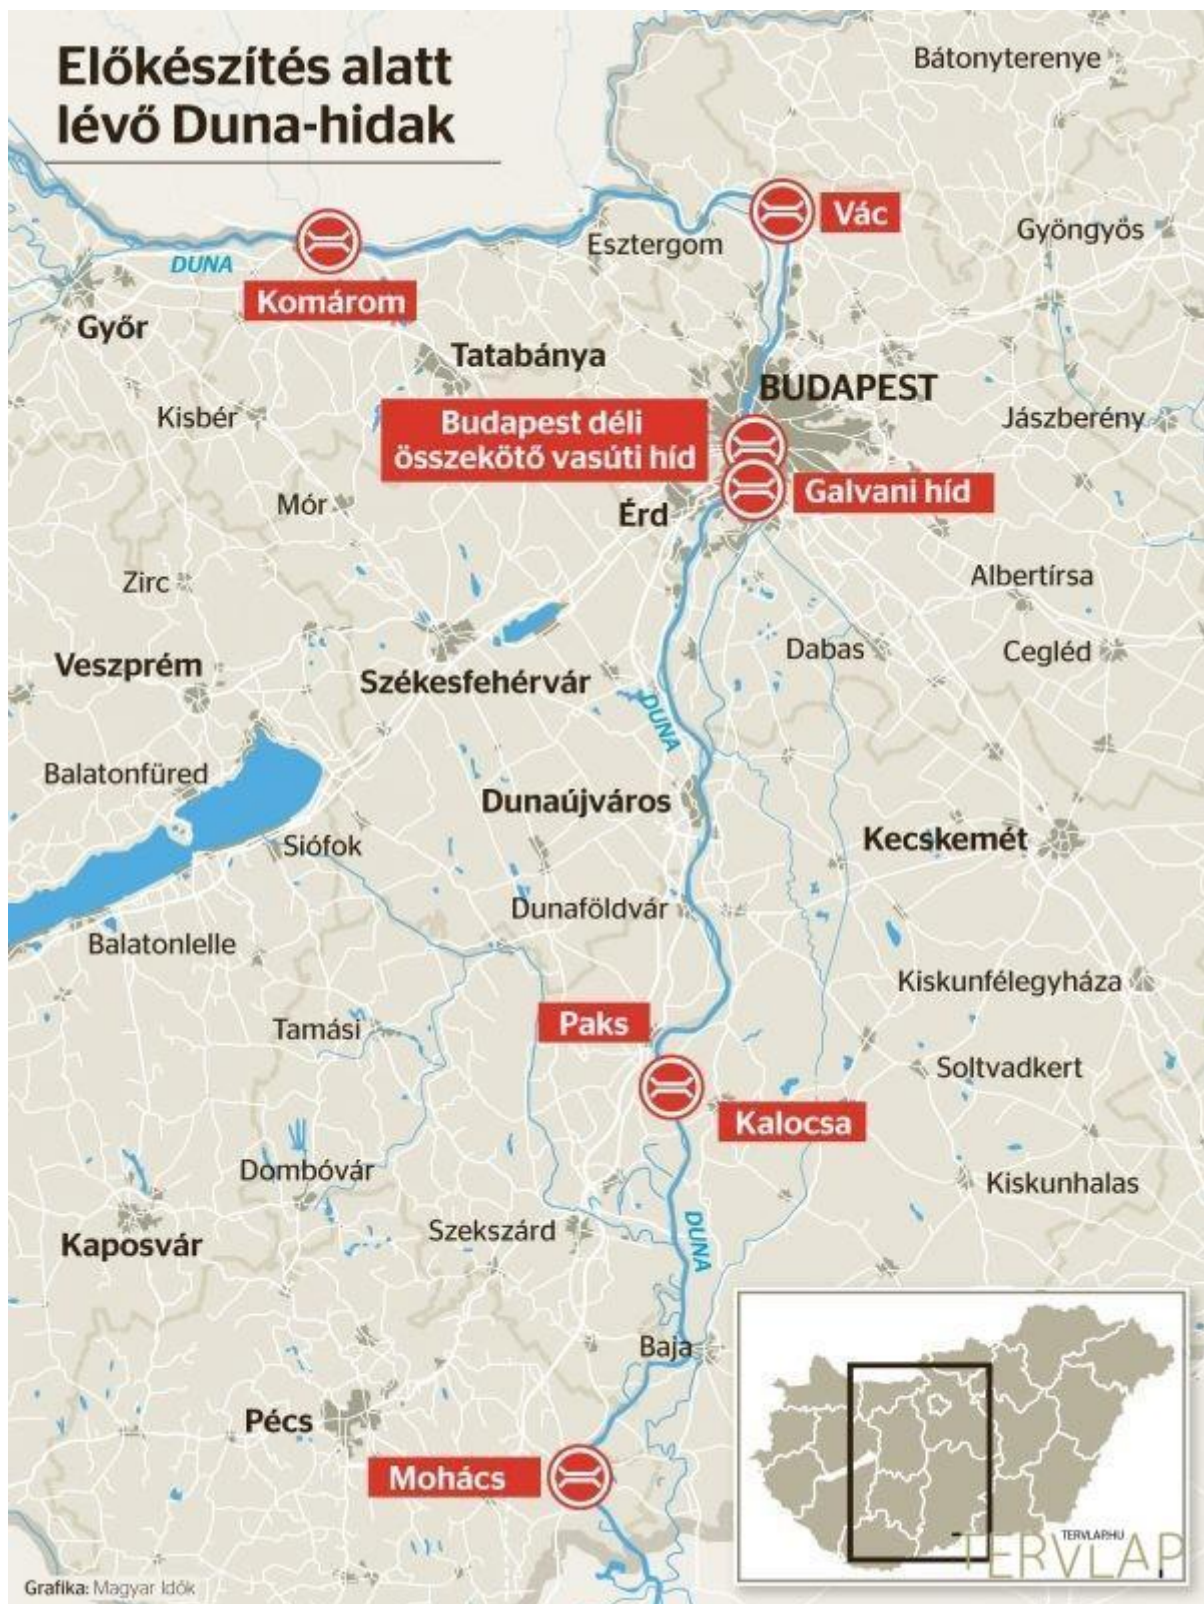 Előkészítés alatt
lévő Duna-hidak
Bátonyterenye
Vác
Gyöngyös
Esztergom
DUNA
Komárom
Győr
Tatabánya
BUDAPEST
Kisbér
Budapest déli
összekötő vasúti híd
Jászberény
Galvani híd
Mór
Érd
Zirc
Albertírsa
Dabas
Cegléd
Veszprém
Székesfehérvár
DUNA
Balatonfüred
Dunaújváros
Siófok
Kecskemét
Dunaföldvár
Balatonlelle
Kiskunfélegyháza
Paks
Tamási
Soltvadkert
Kalocsa
Dombóvár
Kiskunhalas
Kaposvár
Szekszárd
DUNA
Baja
Pécs
Mohács
TERVLAP.HU
TERVLAP
Grafika: Magyar Idők